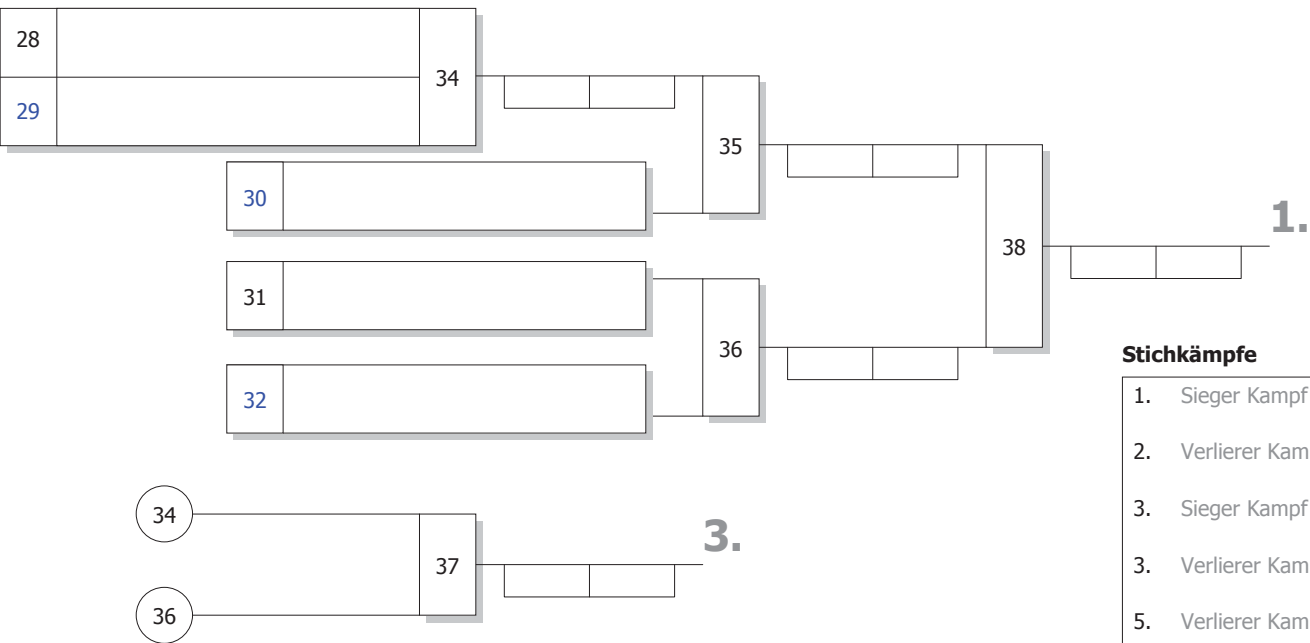 28
34
29
35
30
1.
38
31
36
32
Stichkämpfe
1. Sieger Kampf
2. Verlierer Kam
3. Sieger Kampf
3. Verlierer Kam
5. Verlierer Kam
34
3.
37
36